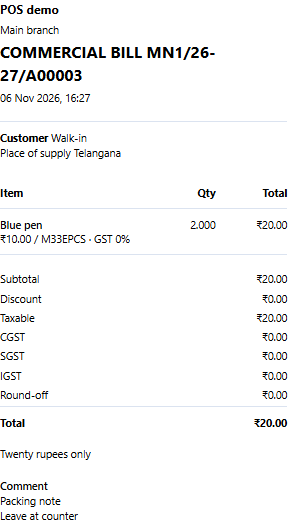 POS demo
Main branch
COMMERCIAL BILL MN1/26-
27/A00003
06 Nov 2026, 16:27
Customer Walk-in
Place of supply Telangana
Item Qty Total
Blue pen 2.000 ₹20.00
₹10.00 / M33EPCS · GST 0%
Subtotal ₹20.00
Discount ₹0.00
Taxable ₹20.00
CGST ₹0.00
SGST ₹0.00
IGST ₹0.00
Round-off ₹0.00
Total ₹20.00
Twenty rupees only
Comment
Packing note
Leave at counter